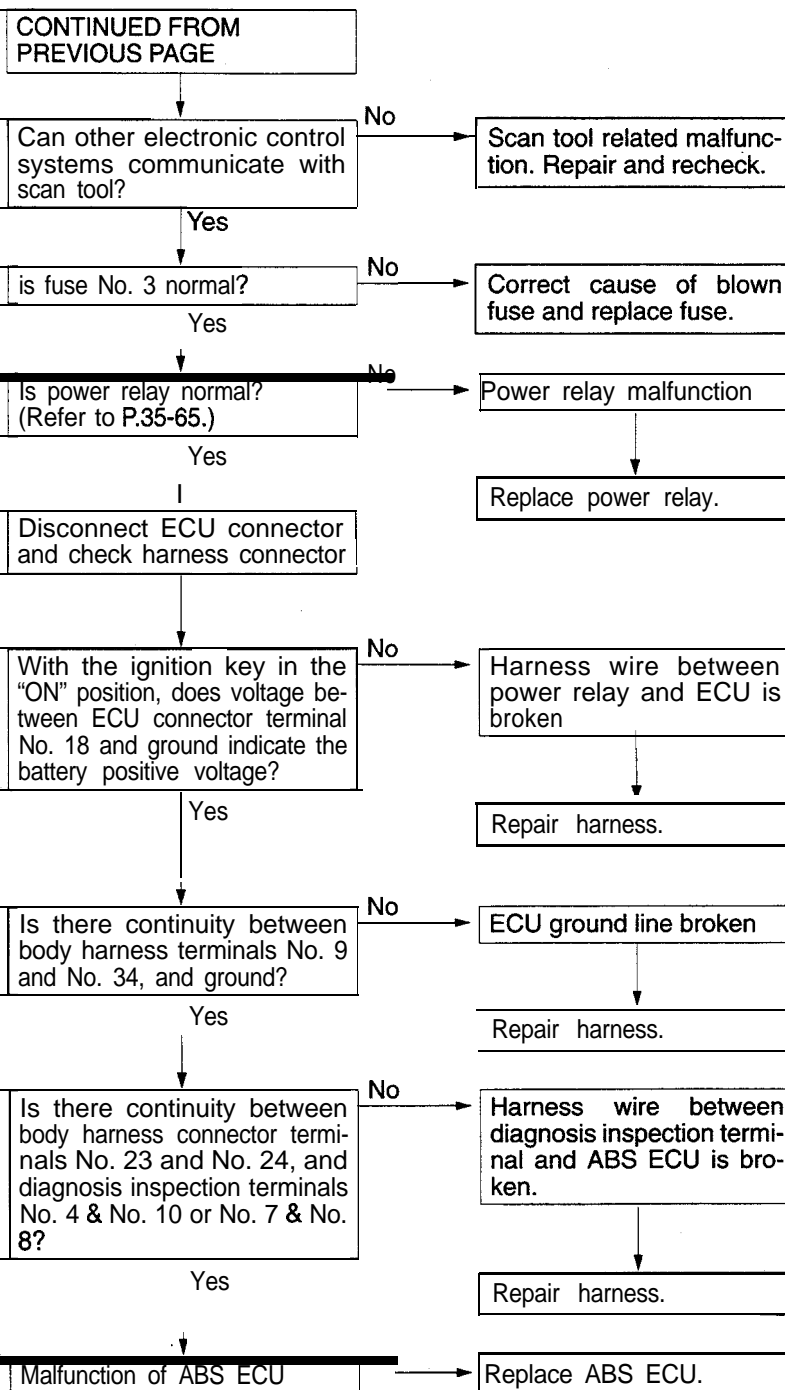 CONTINUED FROM
PREVIOUS PAGE
No
Can other electronic control
systems communicate with
scan tool?
Scan tool related malfunc-
tion. Repair and recheck.
Yes
is fuse No. 3 normal?
No
Correct cause of blown
fuse and replace fuse.
Yes
No
Is power relay normal?
(Refer to P.35-65.)
Power relay malfunction
Yes
Replace power relay.
Disconnect ECU connector
and check harness connector
No
With the ignition key in the
“ON” position, does voltage be-
tween ECU connector terminal
No. 18 and ground indicate the
battery positive voltage?
Harness wire between
power relay and ECU is
broken
Yes
Repair harness.
No
Is there continuity between
body harness terminals No. 9
and No. 34, and ground?
ECU ground line broken
Yes
Repair harness.
No
Is there continuity between
body harness connector termi-
nals No. 23 and No. 24, and
diagnosis inspection terminals
No. 4 & No. 10 or No. 7 & No.
8?
Harness wire between
diagnosis inspection termi-
nal and ABS ECU is bro-
ken.
Yes
Repair harness.
Malfunction of ABS ECU
Replace ABS ECU.